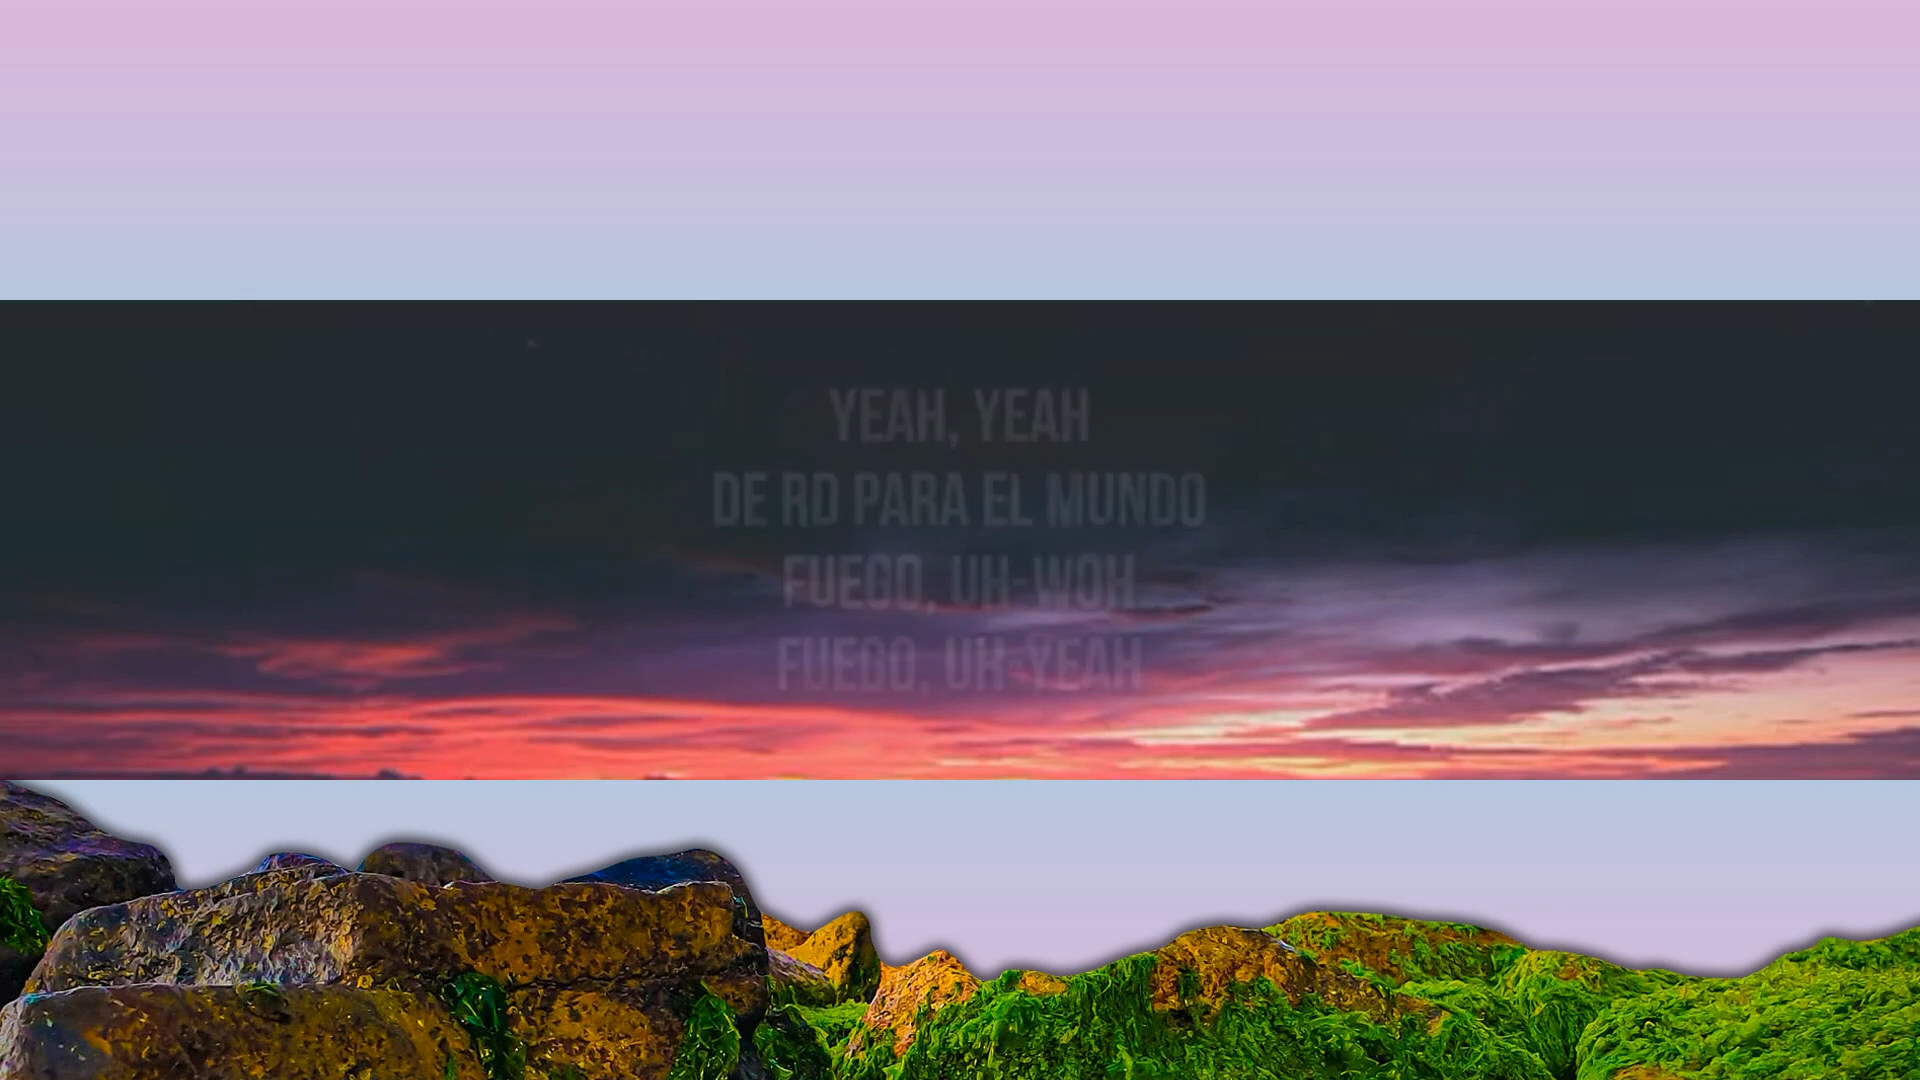 YEAH, YEAH
DE RD PARA EL MUNDO
FUEGO, UH-WOH
FUEGO, UH-YEAH